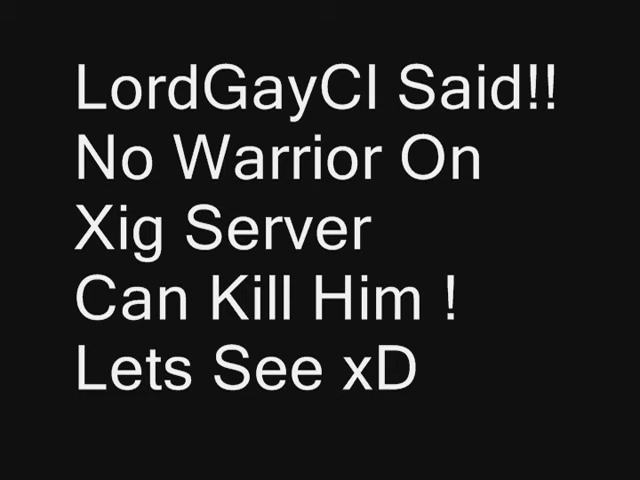 LordGayCI Said!!
No Warrior On
Xig Server
Can Kill Him !
Lets See xD